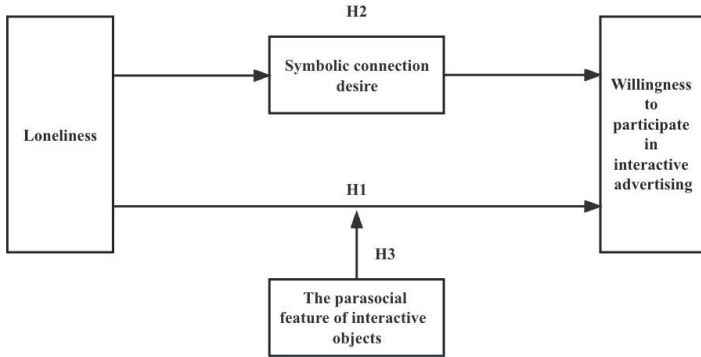 H2
Symbolic connection
desire
Loneliness
Willingness
to
participate
in
interactive
advertising
H1
H3
The parasocial
feature of interactive
objects